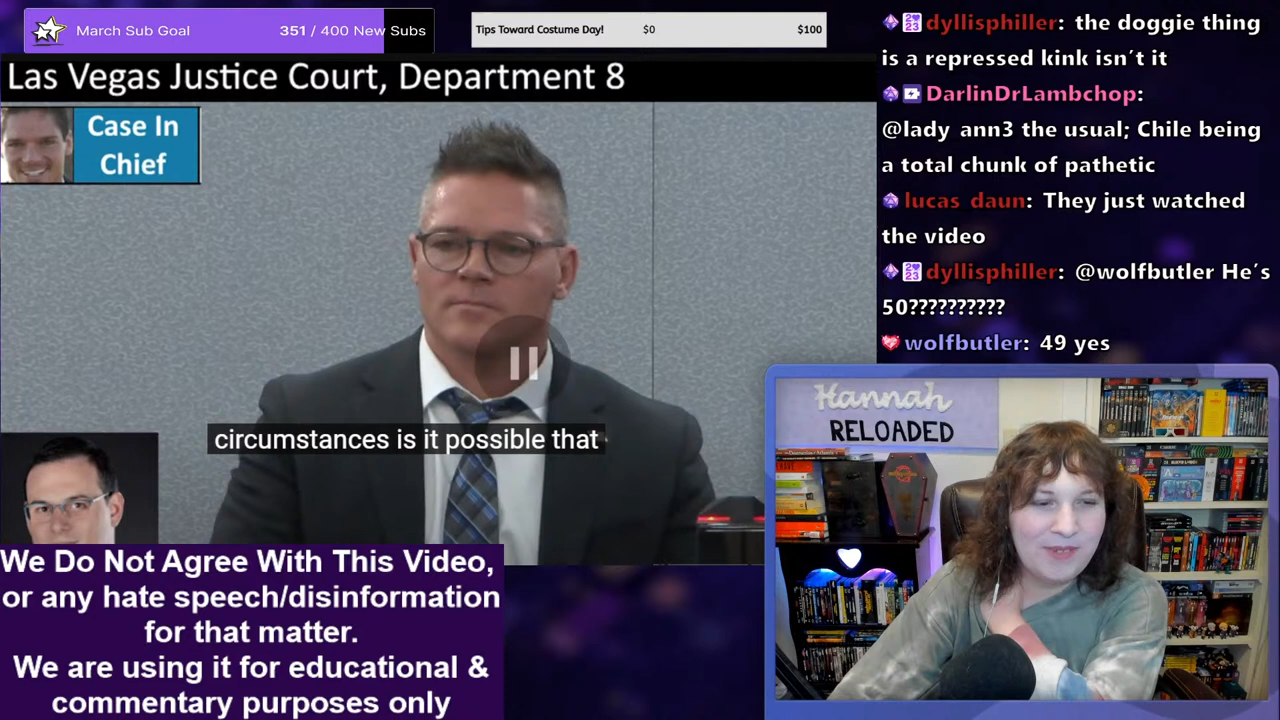 March Sub Goal
351 / 400 New Subs
Tips Toward Costume Day!
$0
$100
Las Vegas Justice Court, Department 8
Case In
Chief
circumstances is it possible that
We Do Not Agree With This Video,
or any hate speech/disinformation
for that matter.
We are using it for educational &
commentary purposes only
dyllisphiller: the doggie thing
is a repressed kink isn't it
DarlinDrLambchop:
@lady_ann3 the usual; Chile being
a total chunk of pathetic
lucas_daun: They just watched
the video
dyllisphiller: @wolfbutler He's
50??????????
wolfbutler: 49 yes
Hannah
RELOADED